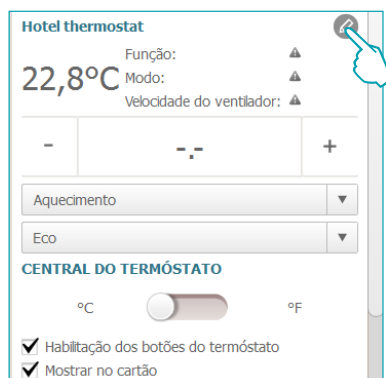 Hotel thermostat
22,8°C
Função:
Modo:
Velocidade do ventilador:
- -.- +
Aquecimento
Eco
CENTRAL DO TERMÓSTATO
°C °F
Habilitação dos botões do termóstato
Mostrar no cartão